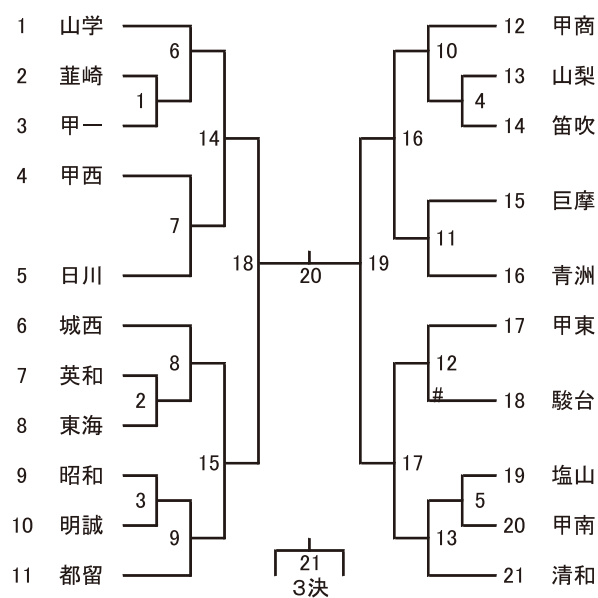 1 山学
2 韮崎
3 甲一
4 甲西
5 日川
6 城西
7 英和
8 東海
9 昭和
10 明誠
11 都留
6
1
14
7
18
8
2
15
3
9
20
21
3決
19
10
4
16
11
12
#
17
5
13
12 甲商
13 山梨
14 笛吹
15 巨摩
16 青洲
17 甲東
18 駿台
19 塩山
20 甲南
21 清和